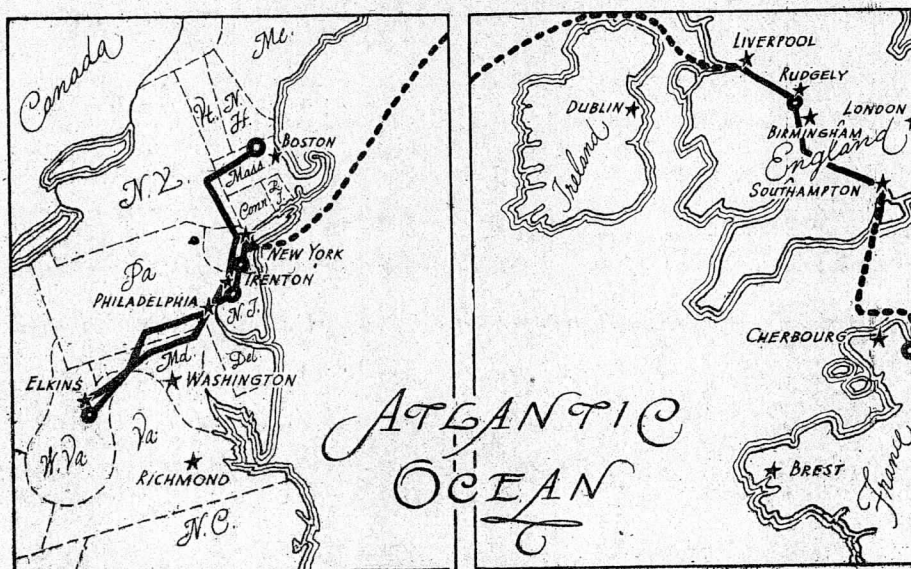 Canada
Me.
Vt.
N.H.
BOSTON
Mass
N.Y.
Conn
R.I.
NEW YORK
Pa
TRENTON
PHILADELPHIA
N.J.
Md.
Del
ELKINS
WASHINGTON
W.Va
Va
RICHMOND
N.C.
LIVERPOOL
RUDGELY
DUBLIN
LONDON
BIRMINGHAM
Ireland
England
SOUTHAMPTON
CHERBOURG
BREST
Franc
ATLANTIC
OCEAN